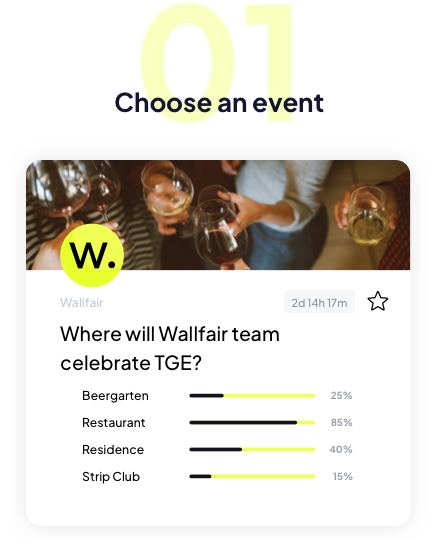 01
Choose an event
W.
Wallfair
2d 14h 17m
Where will Wallfair team
celebrate TGE?
Beergarten 25%
Restaurant 85%
Residence 40%
Strip Club 15%